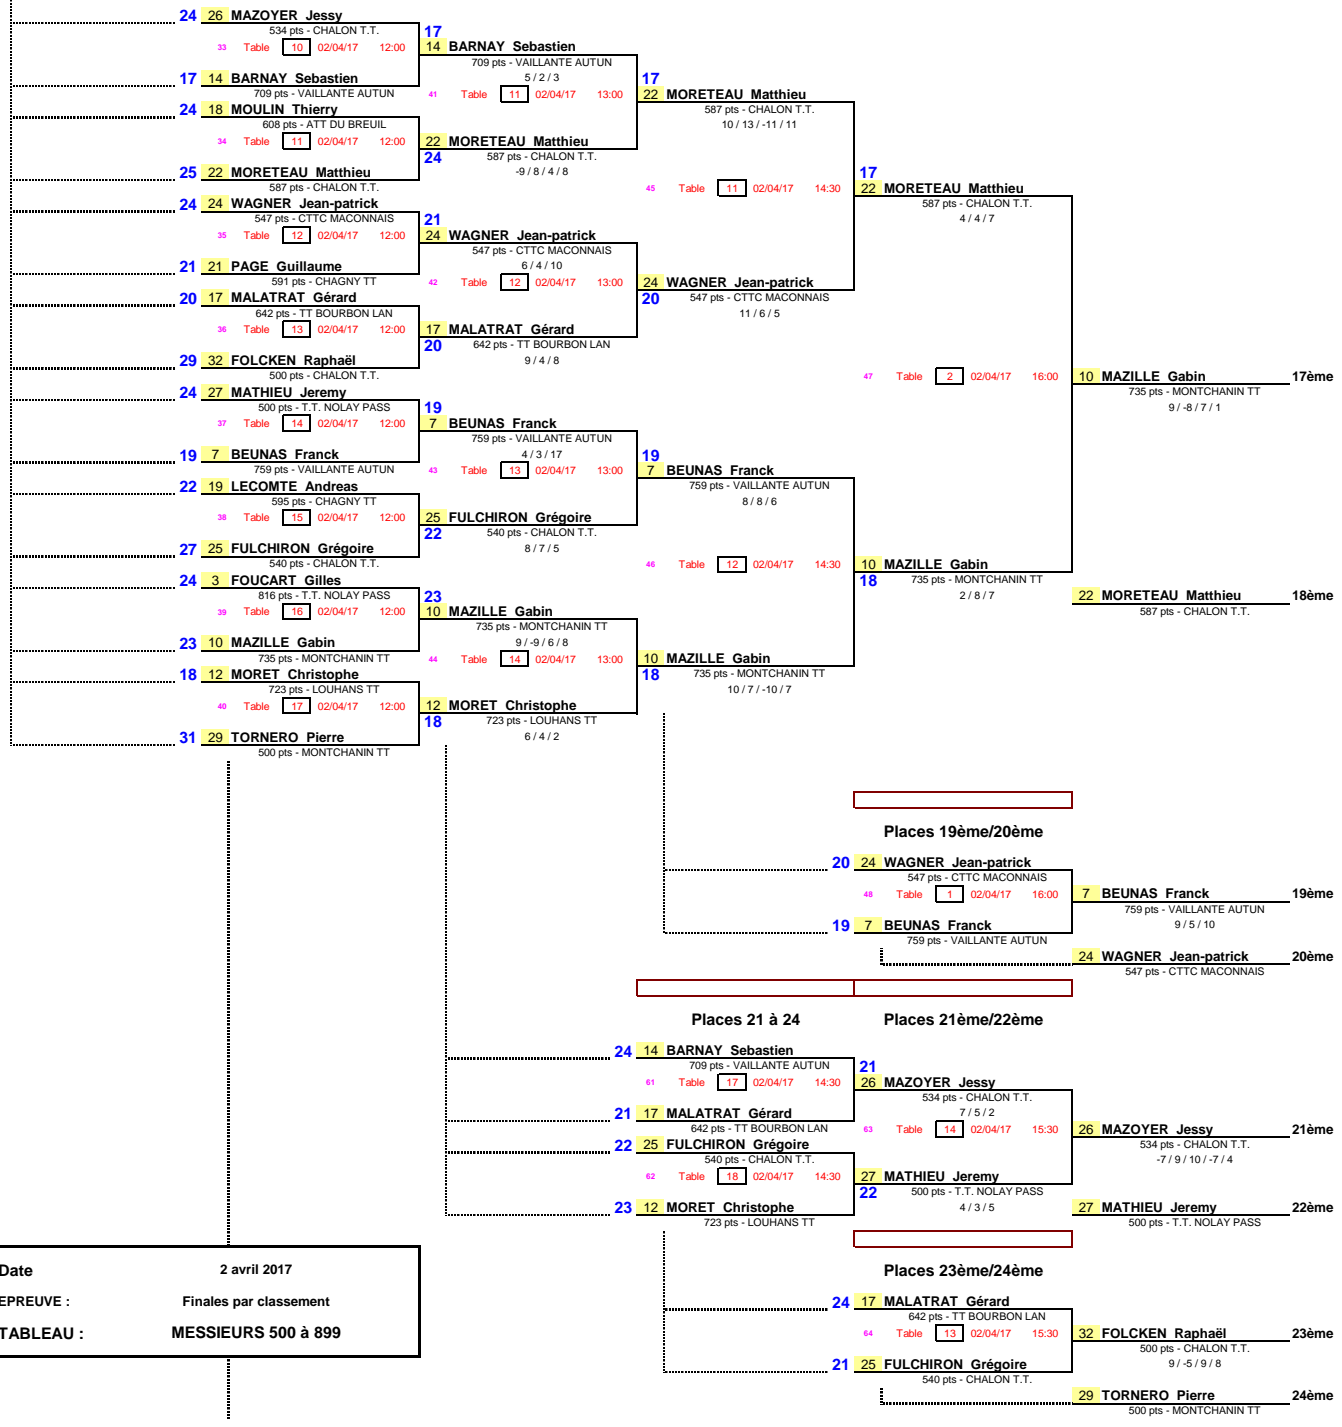 24 26 MAZOYER Jessy
534 pts - CHALON T.T.
33 Table 10 02/04/17 12:00
17 14 BARNAY Sebastien
709 pts - VAILLANTE AUTUN
24 18 MOULIN Thierry
608 pts - ATT DU BREUIL
34 Table 11 02/04/17 12:00
25 22 MORETEAU Matthieu
587 pts - CHALON T.T.
24 24 WAGNER Jean-patrick
547 pts - CTTC MACONNAIS
35 Table 12 02/04/17 12:00
21 21 PAGE Guillaume
591 pts - CHAGNY TT
20 17 MALATRAT Gérard
642 pts - TT BOURBON LAN
36 Table 13 02/04/17 12:00
29 32 FOLCKEN Raphaël
500 pts - CHALON T.T.
24 27 MATHIEU Jeremy
500 pts - T.T. NOLAY PASS
37 Table 14 02/04/17 12:00
19 7 BEUNAS Franck
759 pts - VAILLANTE AUTUN
22 19 LECOMTE Andreas
595 pts - CHAGNY TT
38 Table 15 02/04/17 12:00
27 25 FULCHIRON Grégoire
540 pts - CHALON T.T.
24 3 FOUCART Gilles
816 pts - T.T. NOLAY PASS
39 Table 16 02/04/17 12:00
23 10 MAZILLE Gabin
735 pts - MONTCHANIN TT
18 12 MORET Christophe
723 pts - LOUHANS TT
40 Table 17 02/04/17 12:00
31 29 TORNERO Pierre
500 pts - MONTCHANIN TT
17
14 BARNAY Sebastien
709 pts - VAILLANTE AUTUN
5 / 2 / 3
41 Table 11 02/04/17 13:00
22 MORETEAU Matthieu
24
587 pts - CHALON T.T.
-9 / 8 / 4 / 8
21
24 WAGNER Jean-patrick
547 pts - CTTC MACONNAIS
6 / 4 / 10
42 Table 12 02/04/17 13:00
17 MALATRAT Gérard
20
642 pts - TT BOURBON LAN
9 / 4 / 8
19
7 BEUNAS Franck
759 pts - VAILLANTE AUTUN
4 / 3 / 17
43 Table 13 02/04/17 13:00
25 FULCHIRON Grégoire
22
540 pts - CHALON T.T.
8 / 7 / 5
23
10 MAZILLE Gabin
735 pts - MONTCHANIN TT
9 / -9 / 6 / 8
44 Table 14 02/04/17 13:00
12 MORET Christophe
18
723 pts - LOUHANS TT
6 / 4 / 2
17
22 MORETEAU Matthieu
587 pts - CHALON T.T.
10 / 13 / -11 / 11
45 Table 11 02/04/17 14:30
24 WAGNER Jean-patrick
20
547 pts - CTTC MACONNAIS
11 / 6 / 5
19
7 BEUNAS Franck
759 pts - VAILLANTE AUTUN
8 / 8 / 6
46 Table 12 02/04/17 14:30
10 MAZILLE Gabin
18
735 pts - MONTCHANIN TT
10 / 7 / -10 / 7
17
22 MORETEAU Matthieu
587 pts - CHALON T.T.
4 / 4 / 7
47 Table 2 02/04/17 16:00
10 MAZILLE Gabin
18
735 pts - MONTCHANIN TT
2 / 8 / 7
10 MAZILLE Gabin 17ème
735 pts - MONTCHANIN TT
9 / -8 / 7 / 1
22 MORETEAU Matthieu 18ème
587 pts - CHALON T.T.
Places 19ème/20ème
20 24 WAGNER Jean-patrick
547 pts - CTTC MACONNAIS
48 Table 1 02/04/17 16:00
19 7 BEUNAS Franck
759 pts - VAILLANTE AUTUN
7 BEUNAS Franck 19ème
759 pts - VAILLANTE AUTUN
9 / 5 / 10
24 WAGNER Jean-patrick 20ème
547 pts - CTTC MACONNAIS
Places 21 à 24
Places 21ème/22ème
24 14 BARNAY Sebastien
709 pts - VAILLANTE AUTUN
61 Table 17 02/04/17 14:30
21 17 MALATRAT Gérard
642 pts - TT BOURBON LAN
22 25 FULCHIRON Grégoire
540 pts - CHALON T.T.
62 Table 18 02/04/17 14:30
23 12 MORET Christophe
723 pts - LOUHANS TT
21
26 MAZOYER Jessy
534 pts - CHALON T.T.
7 / 5 / 2
63 Table 14 02/04/17 15:30
27 MATHIEU Jeremy
22
500 pts - T.T. NOLAY PASS
4 / 3 / 5
26 MAZOYER Jessy 21ème
534 pts - CHALON T.T.
-7 / 9 / 10 / -7 / 4
27 MATHIEU Jeremy 22ème
500 pts - T.T. NOLAY PASS
Places 23ème/24ème
24 17 MALATRAT Gérard
642 pts - TT BOURBON LAN
64 Table 13 02/04/17 15:30
21 25 FULCHIRON Grégoire
540 pts - CHALON T.T.
32 FOLCKEN Raphaël 23ème
500 pts - CHALON T.T.
9 / -5 / 9 / 8
29 TORNERO Pierre 24ème
500 pts - MONTCHANIN TT
Date 2 avril 2017
EPREUVE : Finales par classement
TABLEAU : MESSIEURS 500 à 899